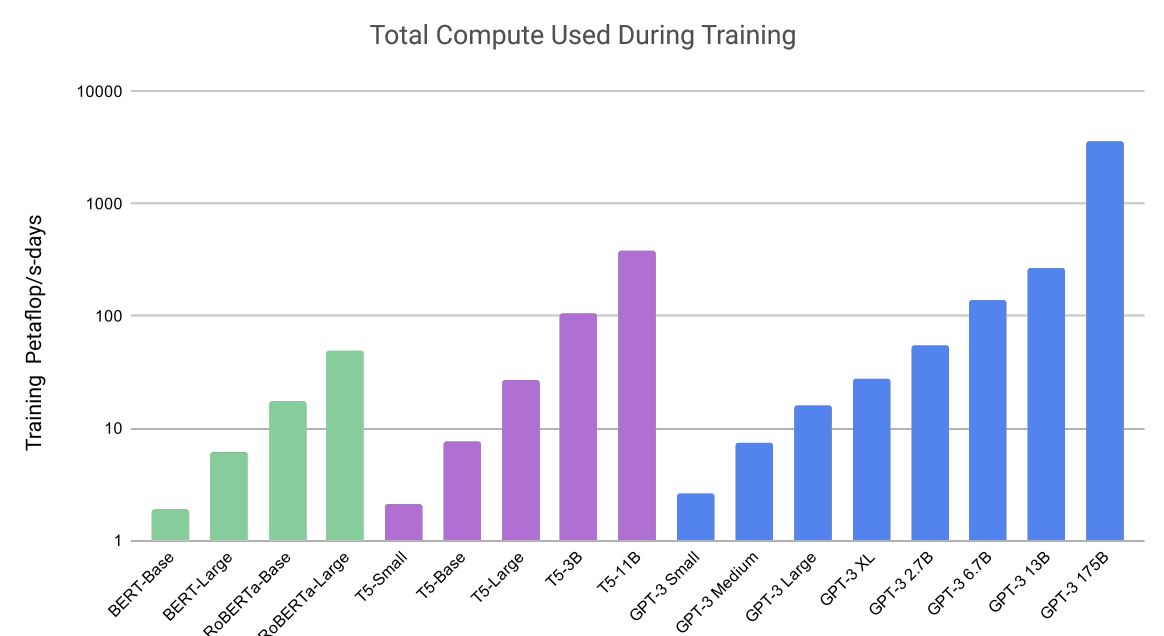 Total Compute Used During Training
Training Petaflop/s-days
10000
1000
100
10
1
BERT-Base
BERT-Large
RoBERTa-Base
RoBERTa-Large
T5-Small
T5-Base
T5-Large
T5-3B
T5-11B
GPT-3 Small
GPT-3 Medium
GPT-3 Large
GPT-3 XL
GPT-3 2.7B
GPT-3 6.7B
GPT-3 13B
GPT-3 175B